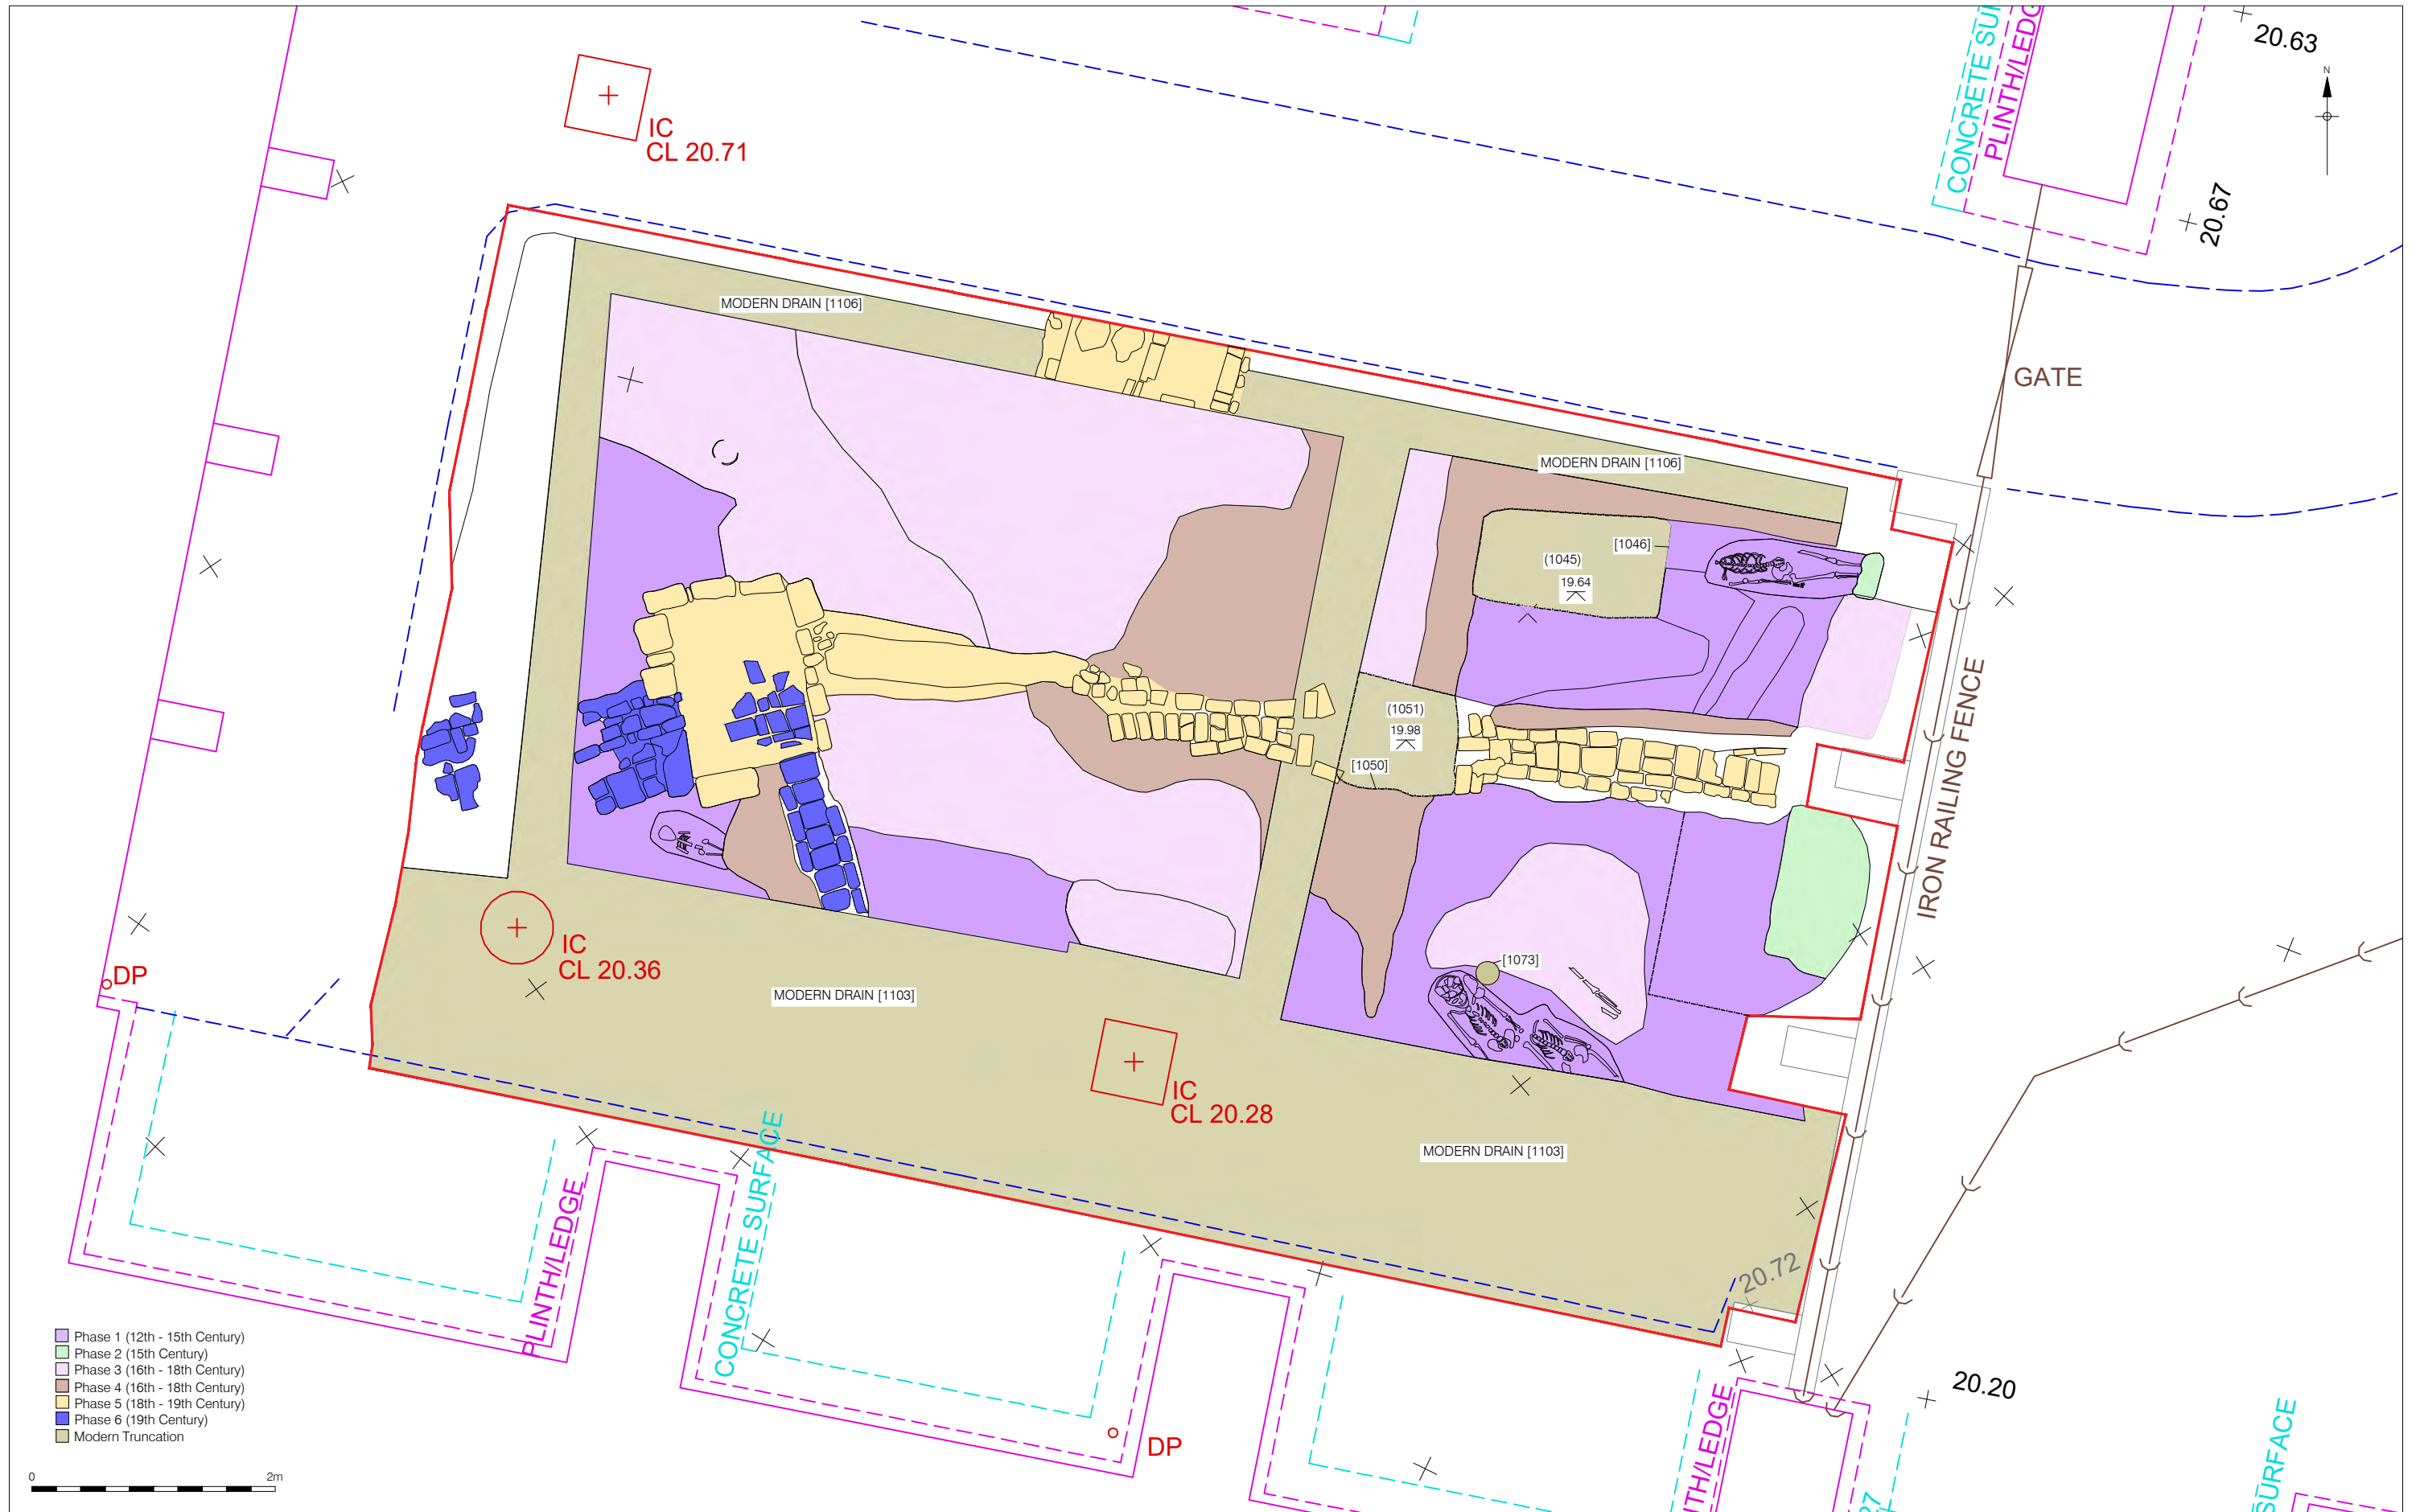 CONCRETE SU
PLINTH/LEDG
20.63
N
IC
CL 20.71
20.67
MODERN DRAIN [1106]
GATE
MODERN DRAIN [1106]
[1046]
(1045)
19.64
(1051)
19.98
[1050]
IRON RAILING FENCE
[1073]
IC
CL 20.36
DP
MODERN DRAIN [1103]
IC
CL 20.28
MODERN DRAIN [1103]
PLINTH/LEDGE
CONCRETE SURFACE
20.72
20.20
DP
NTH/LEDGE
27
SURFACE
Phase 1 (12th - 15th Century)
Phase 2 (15th Century)
Phase 3 (16th - 18th Century)
Phase 4 (16th - 18th Century)
Phase 5 (18th - 19th Century)
Phase 6 (19th Century)
Modern Truncation
0 2m